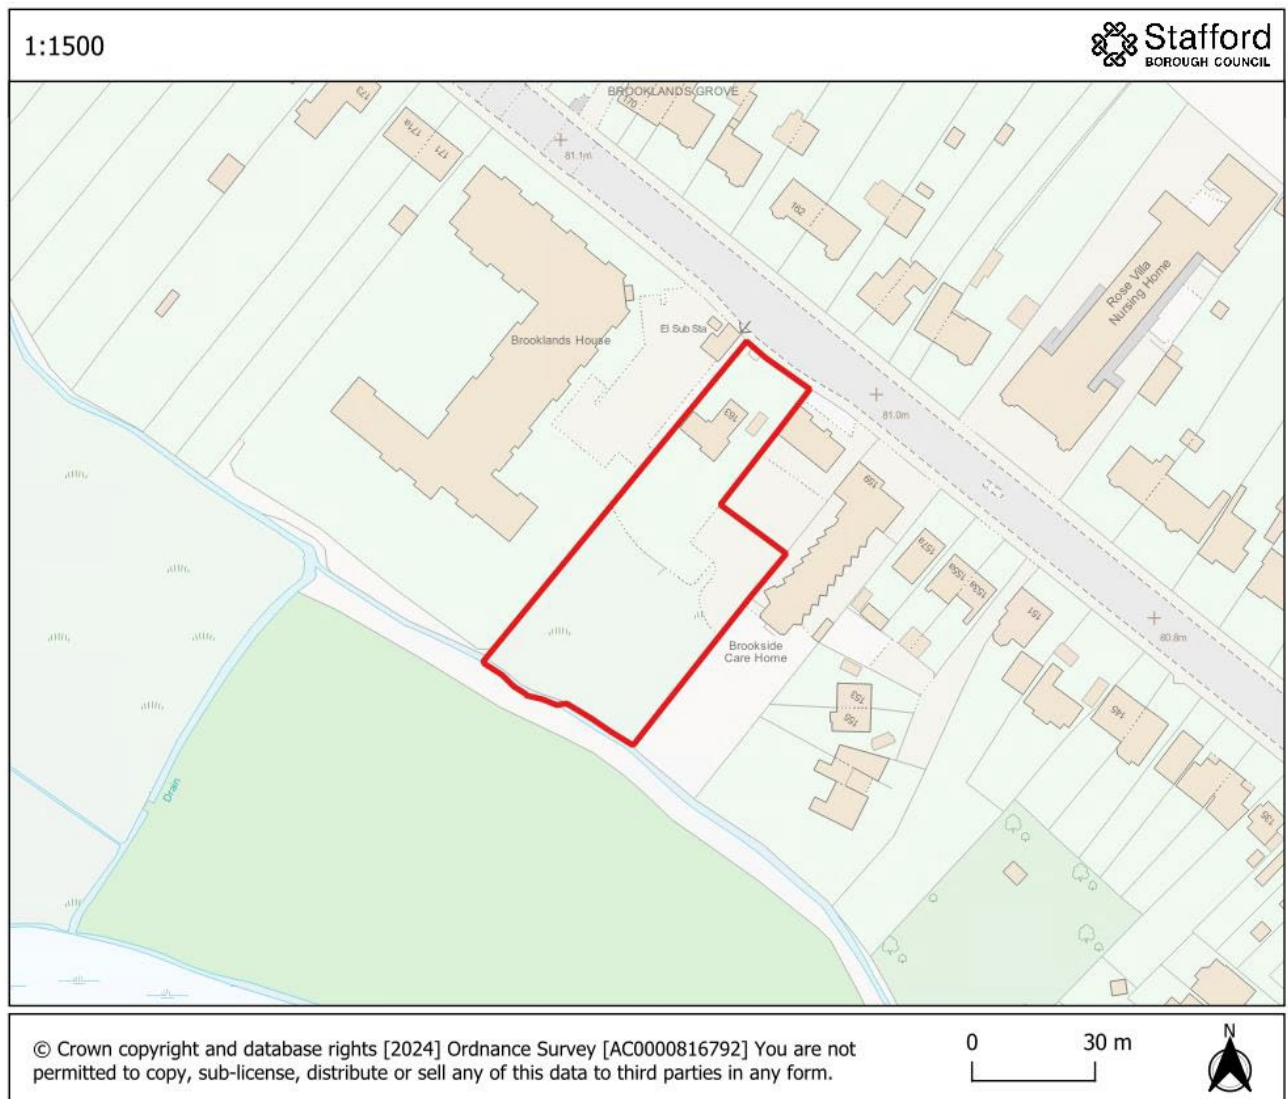 1:1500
Stafford
BOROUGH COUNCIL
BROOKLANDS GROVE
173
170
171a
171
81.1m
162
Rose Villa
Nursing Home
El Sub Sta
Brooklands House
163
81.0m
159
157a
155a
153a
151
80.8m
Brookside
Care Home
153
155
145
135
Drain
© Crown copyright and database rights [2024] Ordnance Survey [AC0000816792] You are not
permitted to copy, sub-license, distribute or sell any of this data to third parties in any form.
0 30 m
N